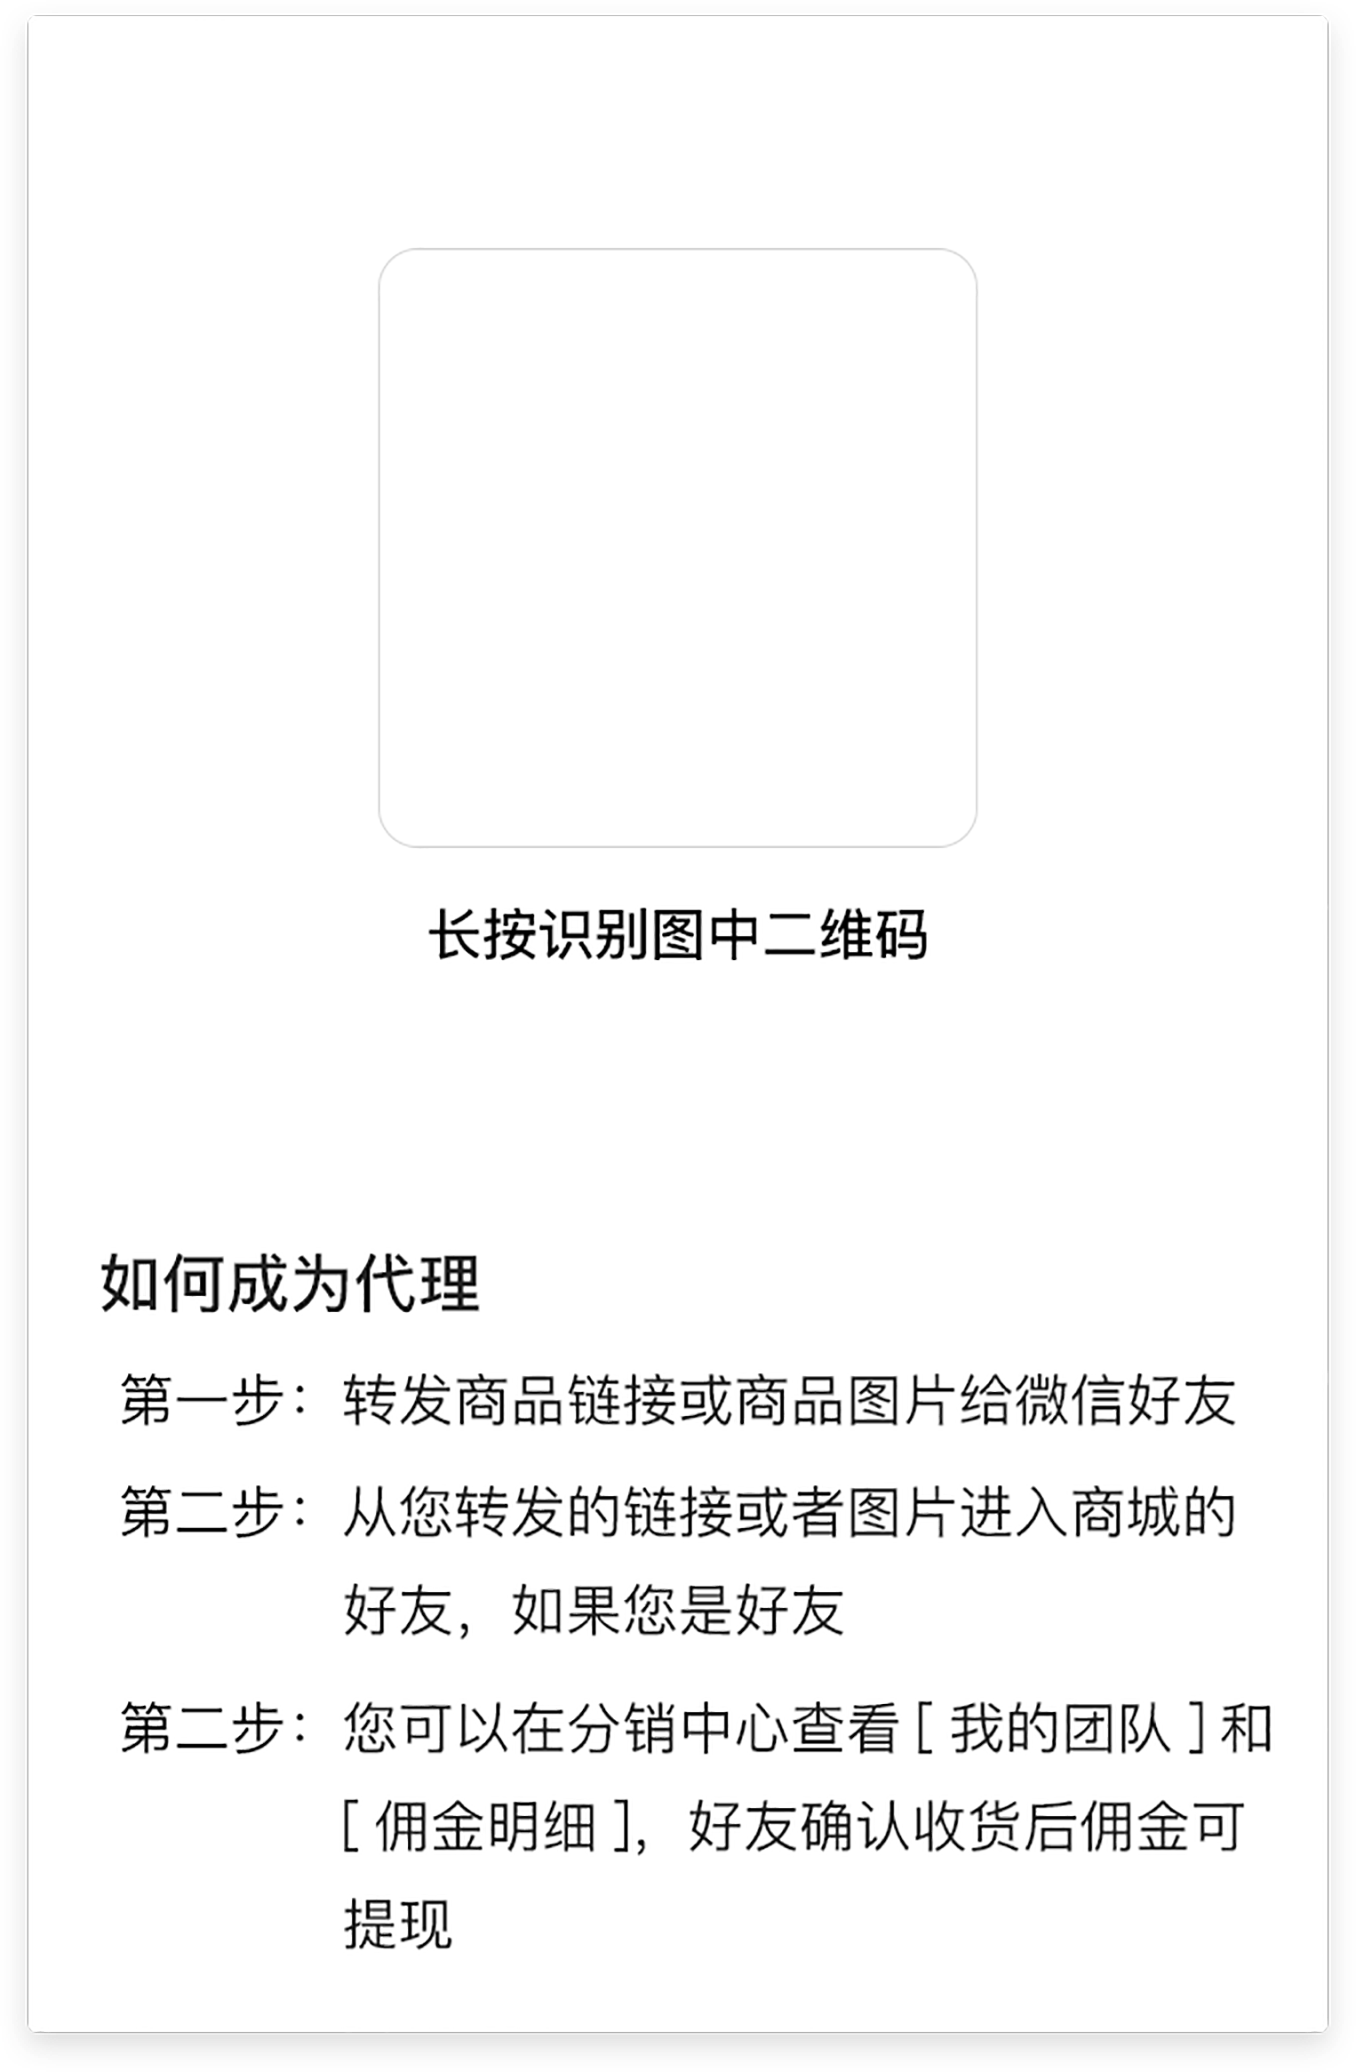 长按识别图中二维码
如何成为代理
第一步：转发商品链接或商品图片给微信好友
第二步：从您转发的链接或者图片进入商城的
好友，如果您是好友
第二步：您可以在分销中心查看[ 我的团队 ]和
[ 佣金明细 ]，好友确认收货后佣金可
提现